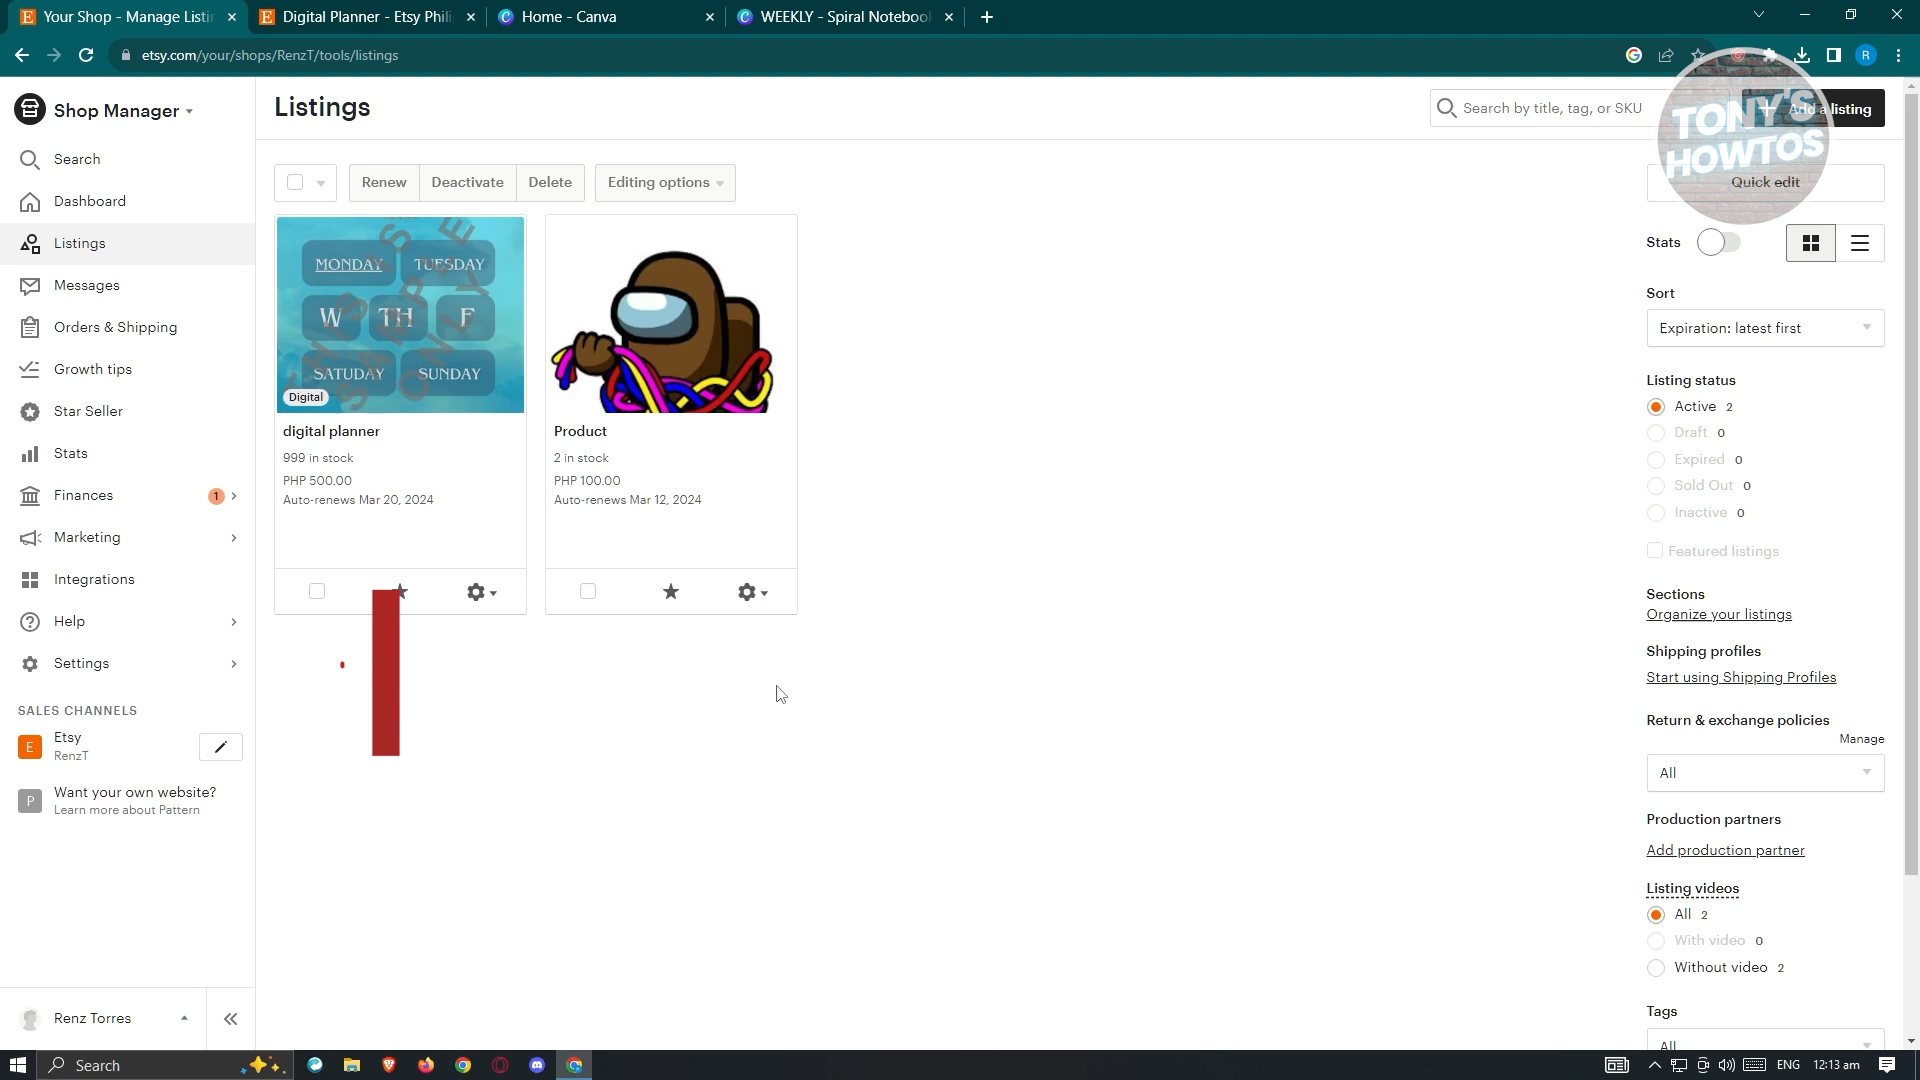 Your Shop - Manage Listi
Digital Planner - Etsy Phili
Home - Canva
WEEKLY - Spiral Noteboo
etsy.com/your/shops/RenzT/tools/listings
R
Shop Manager
Listings
Search by title, tag, or SKU
Add a listing
TONY'S
HOWTOS
Search
Dashboard
Listings
Messages
Orders & Shipping
Growth tips
Star Seller
Stats
Finances 1
Marketing
Integrations
Help
Settings
SALES CHANNELS
E
Etsy
RenzT
P
Want your own website?
Learn more about Pattern
Renz Torres
Renew
Deactivate
Delete
Editing options
MONDAY
TUESDAY
W
TH
F
SATUDAY
SUNDAY
THIS IS
SAMPLE
ONLY
Digital
digital planner
999 in stock
PHP 500.00
Auto-renews Mar 20, 2024
Product
2 in stock
PHP 100.00
Auto-renews Mar 12, 2024
Quick edit
Stats
Sort
Expiration: latest first
Listing status
Active 2
Draft 0
Expired 0
Sold Out 0
Inactive 0
Featured listings
Sections
Organize your listings
Shipping profiles
Start using Shipping Profiles
Return & exchange policies
Manage
All
Production partners
Add production partner
Listing videos
All 2
With video 0
Without video 2
Tags
All
Search
ENG
12:13 am